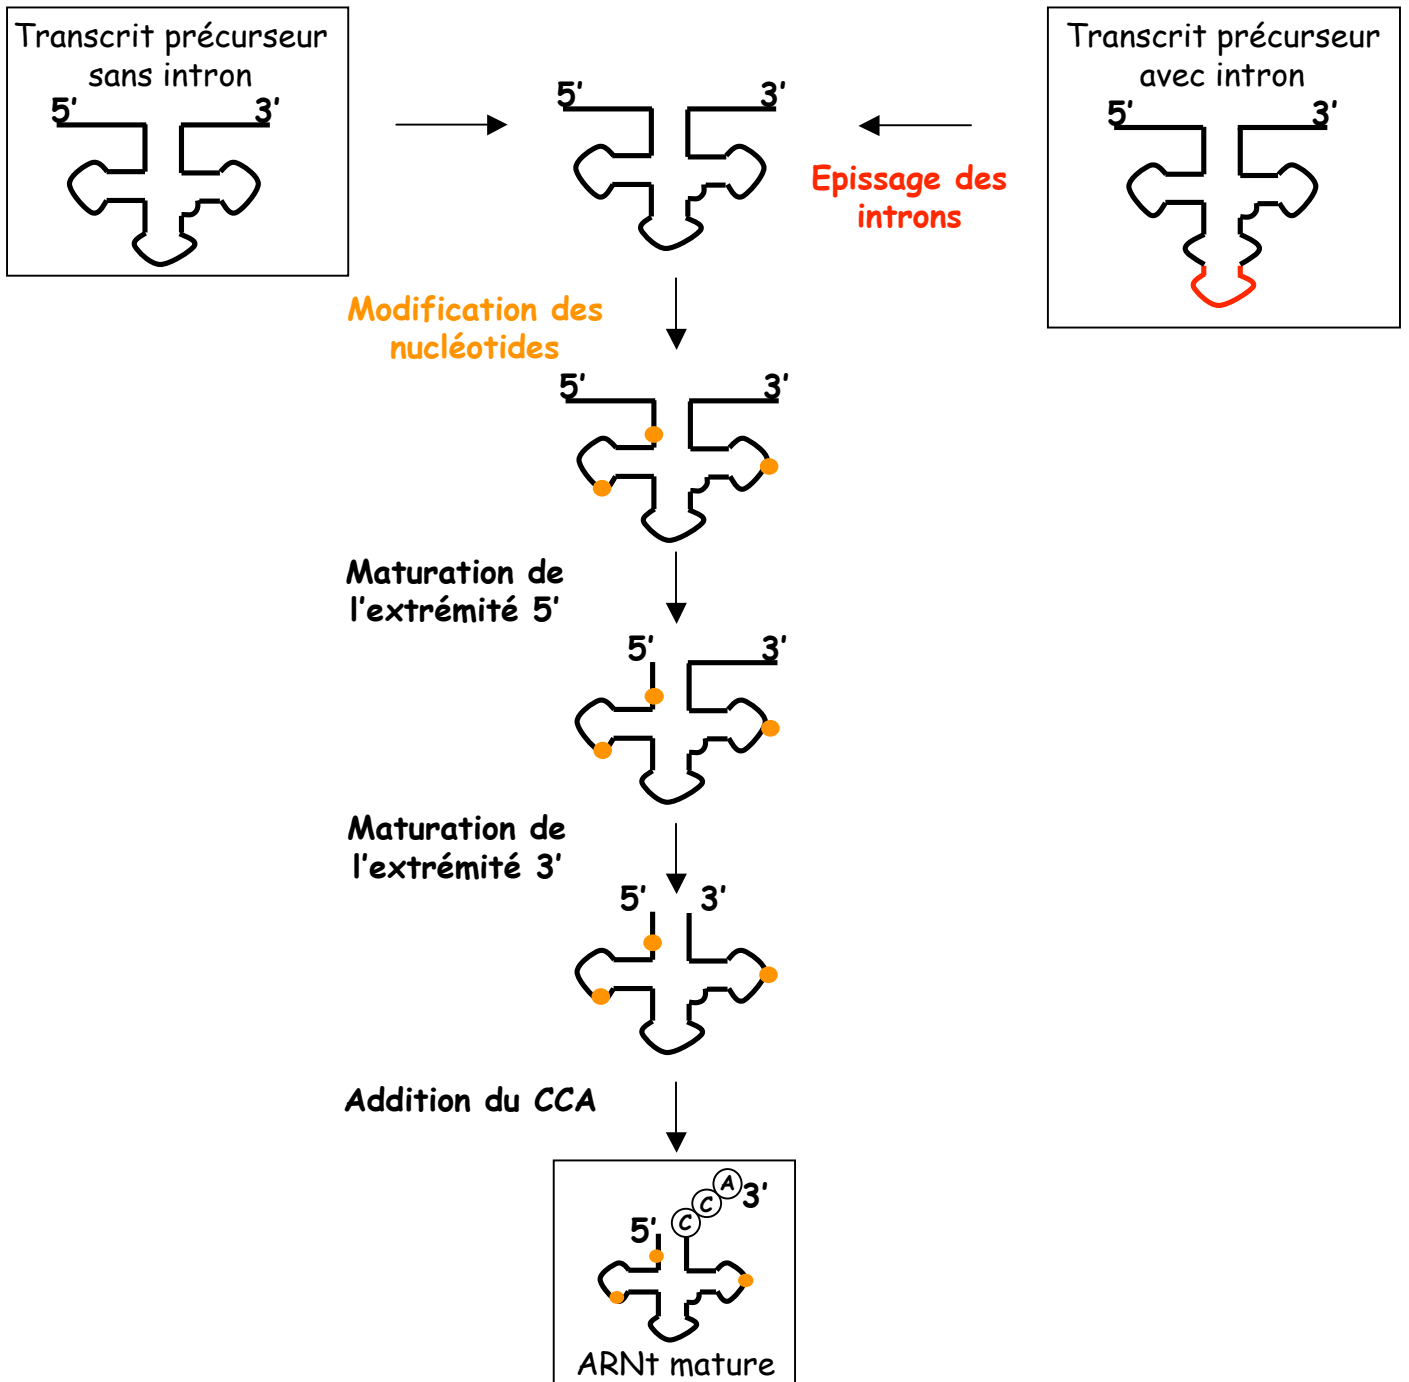 Transcrit précurseur
sans intron
5'
3'
5'
3'
Transcrit précurseur
avec intron
5'
3'
Epissage des
introns
Modification des
nucléotides
5'
3'
Maturation de
l'extrémité 5'
5'
3'
Maturation de
l'extrémité 3'
5'
3'
Addition du CCA
A
3'
C
C
5'
ARNt mature